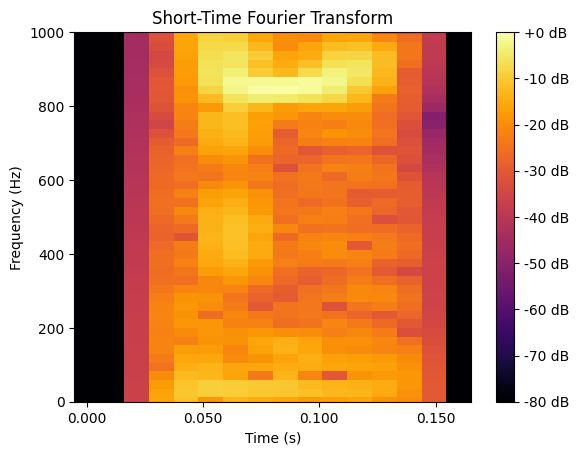 Short-Time Fourier Transform
1000
800
600
400
200
0
Frequency (Hz)
0.000
0.050
0.100
0.150
Time (s)
+0 dB
-10 dB
-20 dB
-30 dB
-40 dB
-50 dB
-60 dB
-70 dB
-80 dB